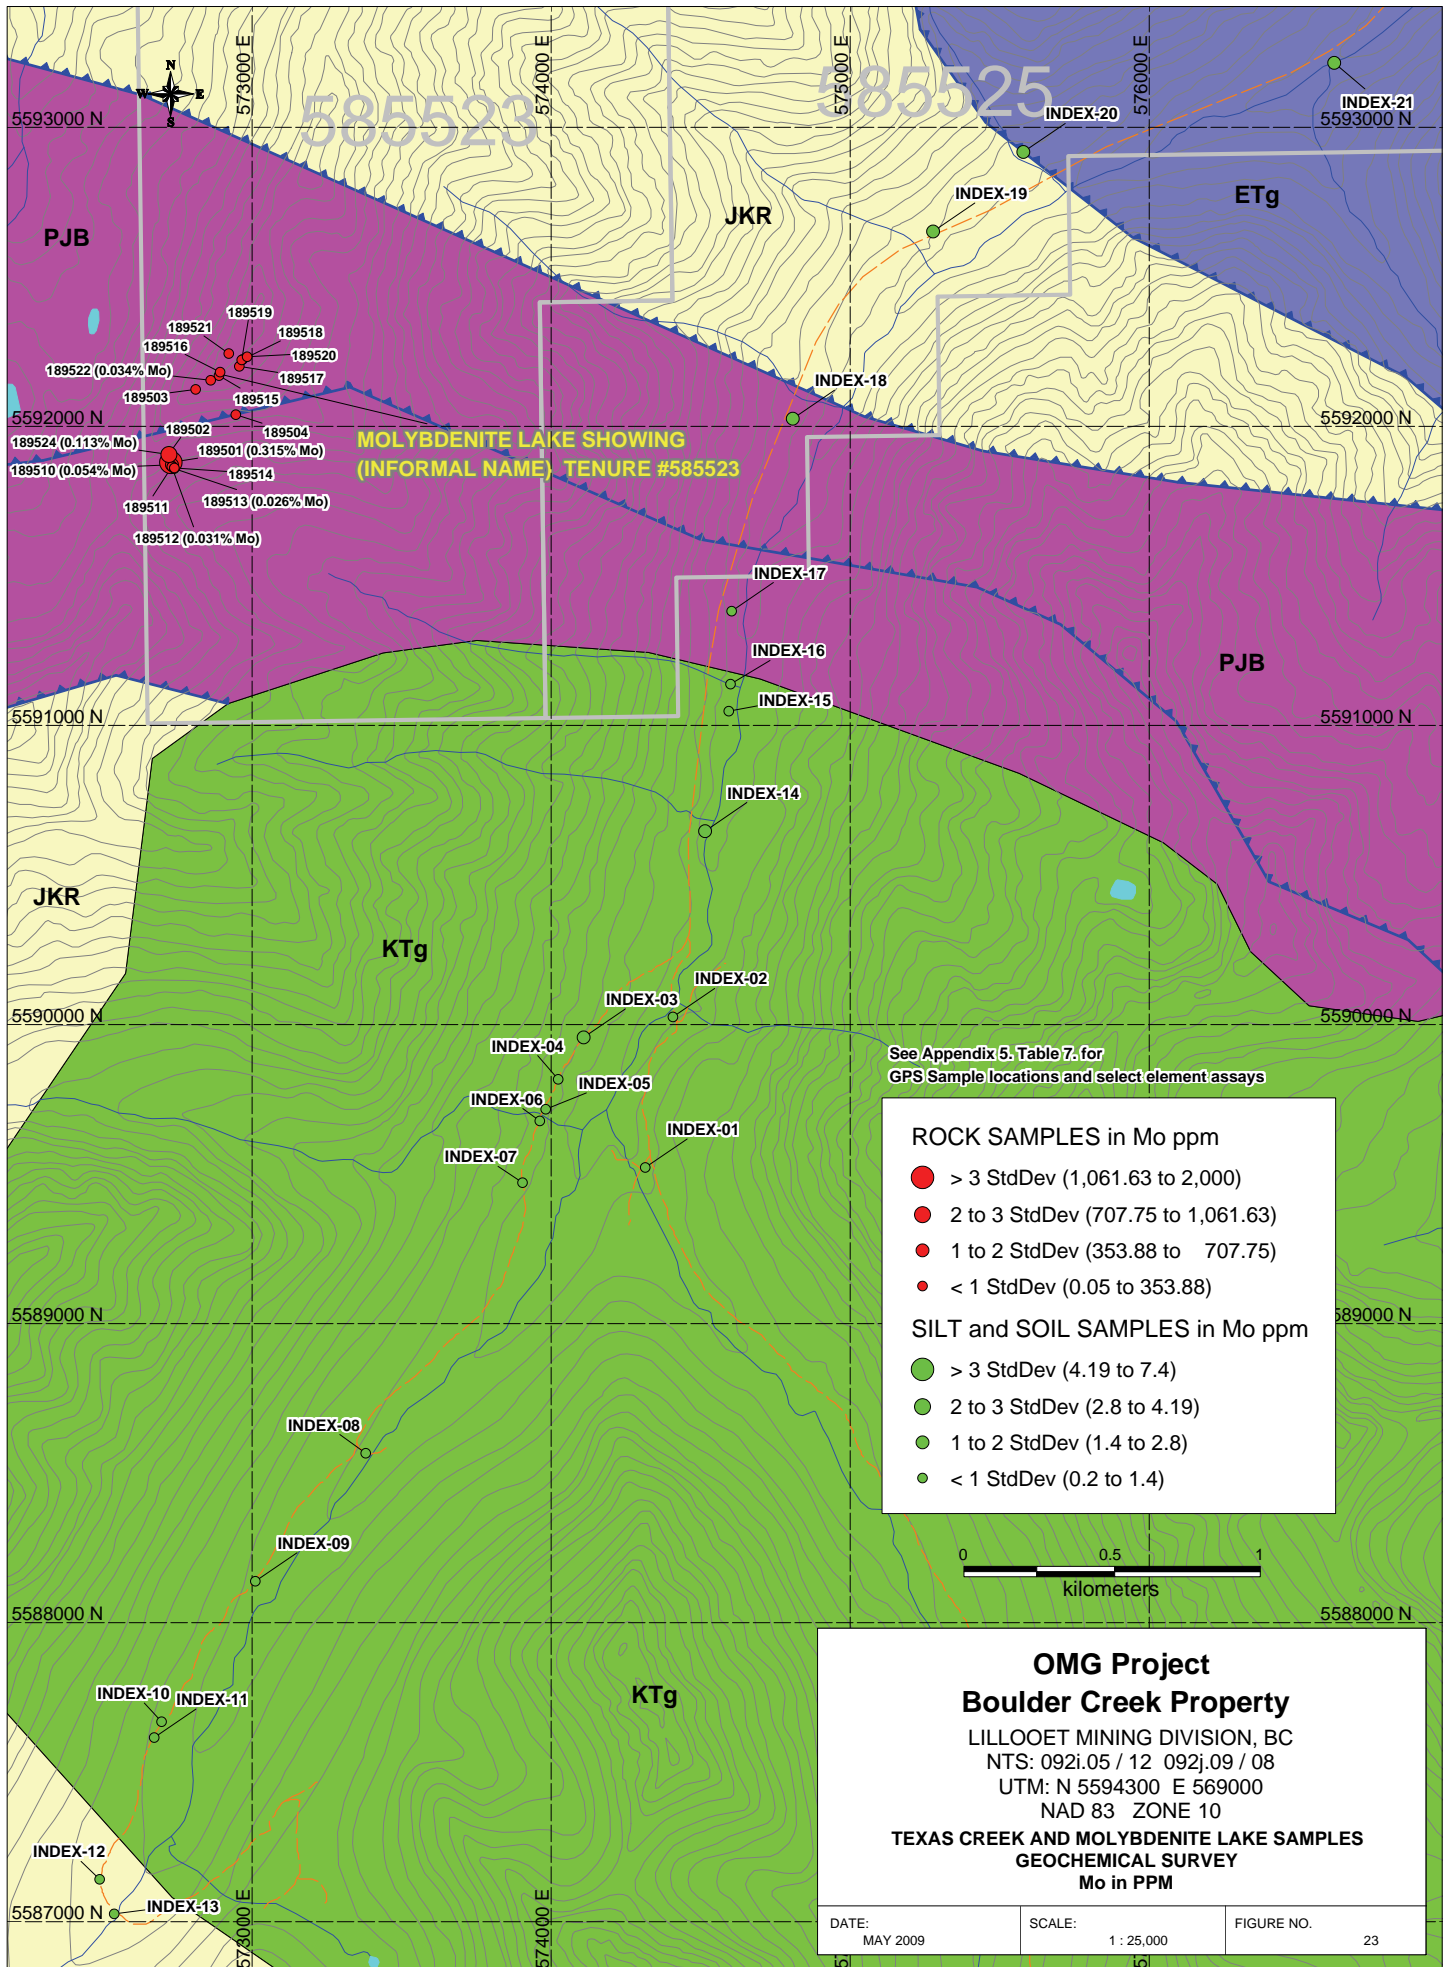 573000 E
574000 E
575000 E
576000 E
N
W E
S
585523
585525
INDEX-21
INDEX-20
5593000 N
5593000 N
INDEX-19
ETg
JKR
PJB
189519
189521
189518
189516
189520
189522 (0.034% Mo)
189517
189503
189515
INDEX-18
5592000 N
5592000 N
189502
189504
189524 (0.113% Mo)
189501 (0.315% Mo)
MOLYBDENITE LAKE SHOWING
(INFORMAL NAME) TENURE #585523
189510 (0.054% Mo)
189514
189513 (0.026% Mo)
189511
189512 (0.031% Mo)
INDEX-17
INDEX-16
PJB
INDEX-15
5591000 N
5591000 N
INDEX-14
JKR
KTg
INDEX-02
INDEX-03
5590000 N
5590000 N
INDEX-04
See Appendix 5. Table 7. for
GPS Sample locations and select element assays
INDEX-05
INDEX-06
INDEX-01
INDEX-07
ROCK SAMPLES in Mo ppm
> 3 StdDev (1,061.63 to 2,000)
2 to 3 StdDev (707.75 to 1,061.63)
1 to 2 StdDev (353.88 to 707.75)
< 1 StdDev (0.05 to 353.88)
5589000 N
589000 N
SILT and SOIL SAMPLES in Mo ppm
> 3 StdDev (4.19 to 7.4)
2 to 3 StdDev (2.8 to 4.19)
1 to 2 StdDev (1.4 to 2.8)
< 1 StdDev (0.2 to 1.4)
INDEX-08
INDEX-09
0 0.5 1
kilometers
5588000 N
5588000 N
KTg
INDEX-10
INDEX-11
OMG Project
Boulder Creek Property
LILLOOET MINING DIVISION, BC
NTS: 092i.05 / 12 092j.09 / 08
UTM: N 5594300 E 569000
NAD 83 ZONE 10
TEXAS CREEK AND MOLYBDENITE LAKE SAMPLES
GEOCHEMICAL SURVEY
Mo in PPM
INDEX-12
INDEX-13
5587000 N
573000 E
574000 E
DATE:
MAY 2009
SCALE:
1 : 25,000
FIGURE NO.
23